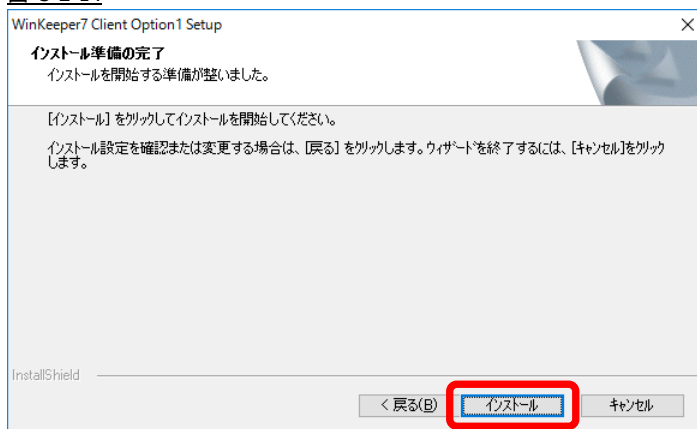 WinKeeper7 Client Option1 Setup
インストール準備の完了
インストールを開始する準備が整いました。
[インストール] をクリックしてインストールを開始してください。
インストール設定を確認または変更する場合は、[戻る] をクリックします。ウィザードを終了するには、[キャンセル]をクリック
します。
InstallShield
< 戻る(B)
インストール
キャンセル